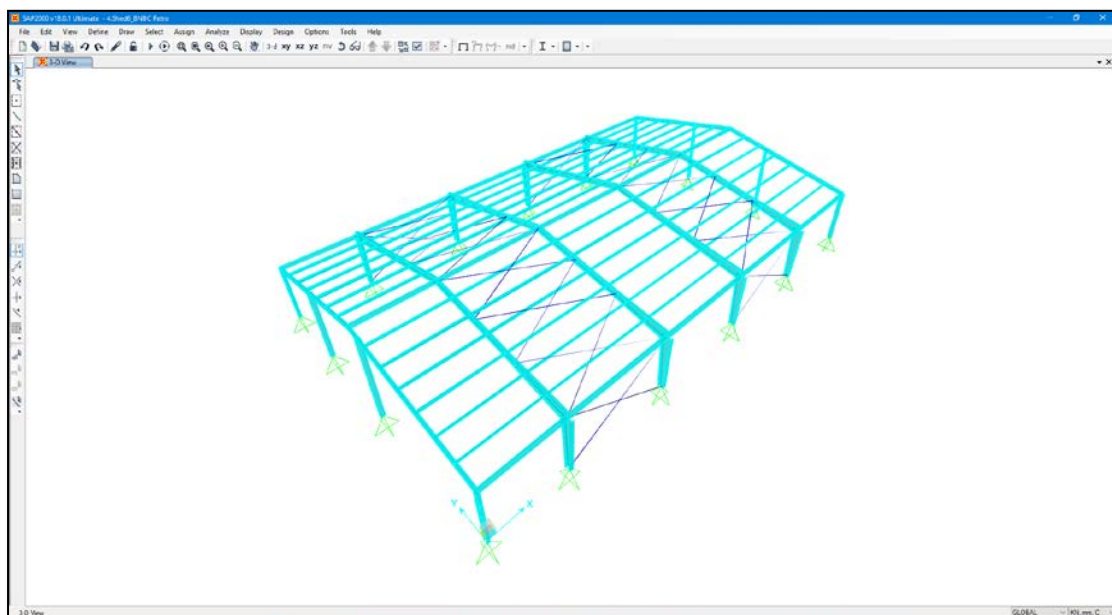 SAP2000 v18.0.1 Ultimate - 4.Shed6_BNBC Retro
File Edit View Define Draw Select Assign Analyze Display Design Options Tools Help
3-d xy xz yz nv
3-D View
Y X
3-D View GLOBAL KN, mm, C